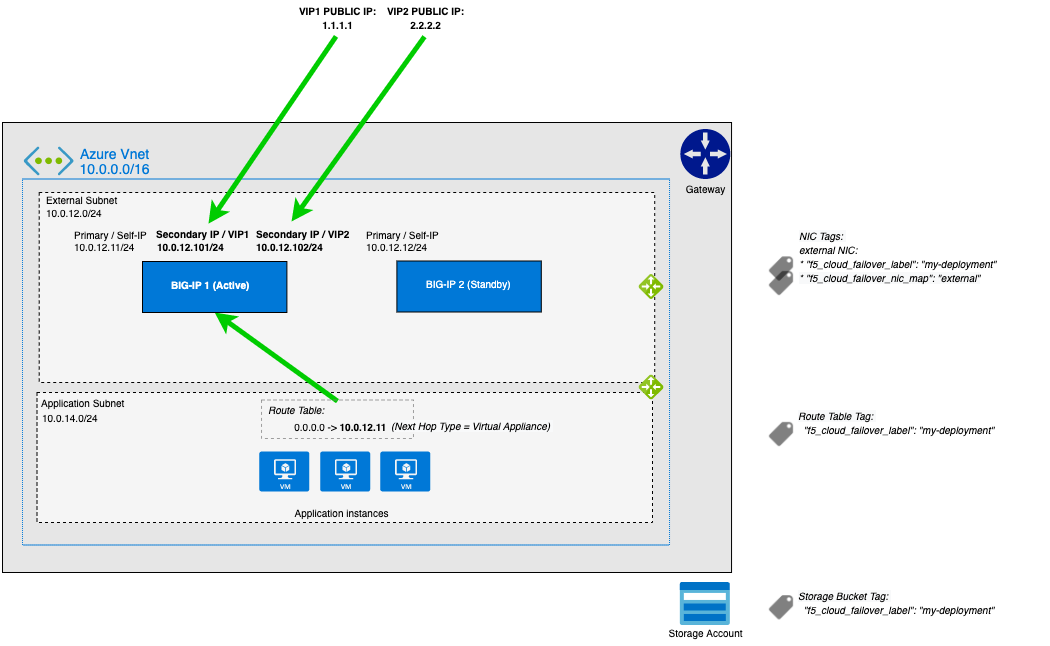 VIP1 PUBLIC IP:
1.1.1.1
VIP2 PUBLIC IP:
2.2.2.2
Azure Vnet
10.0.0.0/16
Gateway
External Subnet
10.0.12.0/24
Primary / Self-IP
10.0.12.11/24
Secondary IP / VIP1
10.0.12.101/24
Secondary IP / VIP2
10.0.12.102/24
Primary / Self-IP
10.0.12.12/24
BIG-IP 1 (Active)
BIG-IP 2 (Standby)
NIC Tags:
external NIC:
* "f5_cloud_failover_label": "my-deployment"
* "f5_cloud_failover_nic_map": "external"
Application Subnet
10.0.14.0/24
Route Table:
0.0.0.0 -> 10.0.12.11 (Next Hop Type = Virtual Appliance)
VM
VM
VM
Application instances
Route Table Tag:
"f5_cloud_failover_label": "my-deployment"
Storage Account
Storage Bucket Tag:
"f5_cloud_failover_label": "my-deployment"